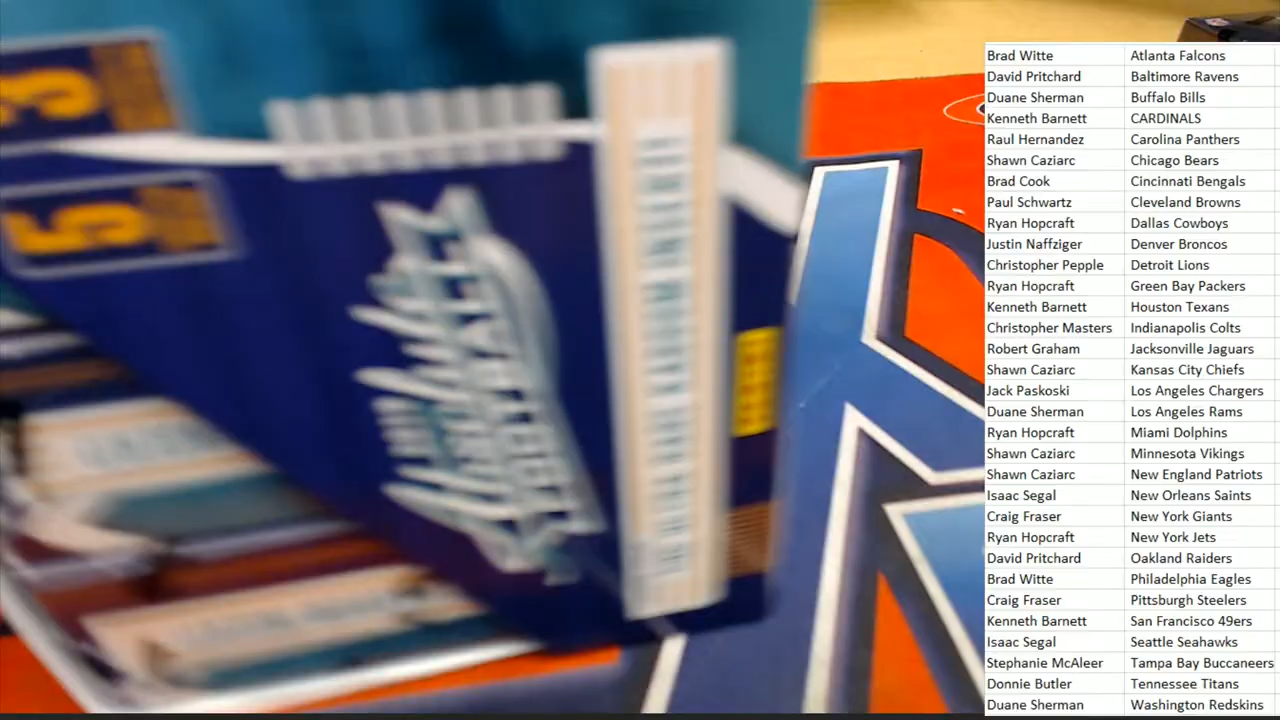 3
5
Brad Witte Atlanta Falcons
David Pritchard Baltimore Ravens
Duane Sherman Buffalo Bills
Kenneth Barnett CARDINALS
Raul Hernandez Carolina Panthers
Shawn Caziarc Chicago Bears
Brad Cook Cincinnati Bengals
Paul Schwartz Cleveland Browns
Ryan Hopcraft Dallas Cowboys
Justin Naffziger Denver Broncos
Christopher Pepple Detroit Lions
Ryan Hopcraft Green Bay Packers
Kenneth Barnett Houston Texans
Christopher Masters Indianapolis Colts
Robert Graham Jacksonville Jaguars
Shawn Caziarc Kansas City Chiefs
Jack Paskoski Los Angeles Chargers
Duane Sherman Los Angeles Rams
Ryan Hopcraft Miami Dolphins
Shawn Caziarc Minnesota Vikings
Shawn Caziarc New England Patriots
Isaac Segal New Orleans Saints
Craig Fraser New York Giants
Ryan Hopcraft New York Jets
David Pritchard Oakland Raiders
Brad Witte Philadelphia Eagles
Craig Fraser Pittsburgh Steelers
Kenneth Barnett San Francisco 49ers
Isaac Segal Seattle Seahawks
Stephanie McAleer Tampa Bay Buccaneers
Donnie Butler Tennessee Titans
Duane Sherman Washington Redskins